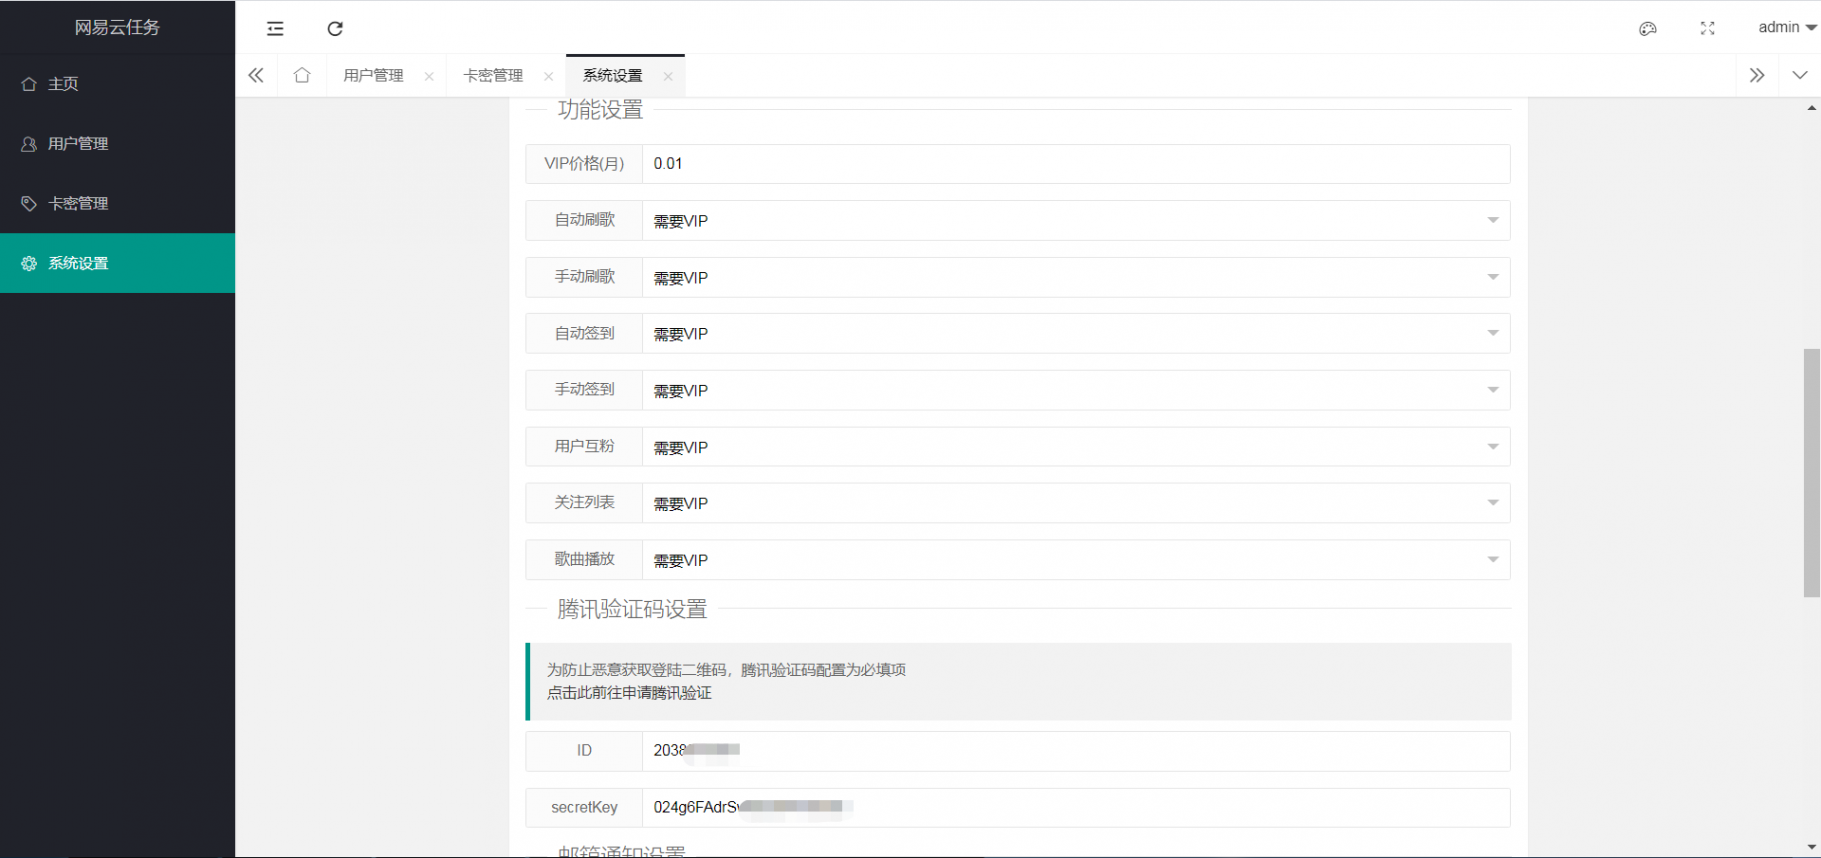 网易云任务
admin
主页
用户管理
卡密管理
系统设置
用户管理
卡密管理
系统设置
功能设置
VIP价格(月) 0.01
自动刷歌 需要VIP
手动刷歌 需要VIP
自动签到 需要VIP
手动签到 需要VIP
用户互粉 需要VIP
关注列表 需要VIP
歌曲播放 需要VIP
腾讯验证码设置
为防止恶意获取登陆二维码，腾讯验证码配置为必填项
点击此前往申请腾讯验证
ID 2038
secretKey 024g6FAdrS
邮箱通知设置